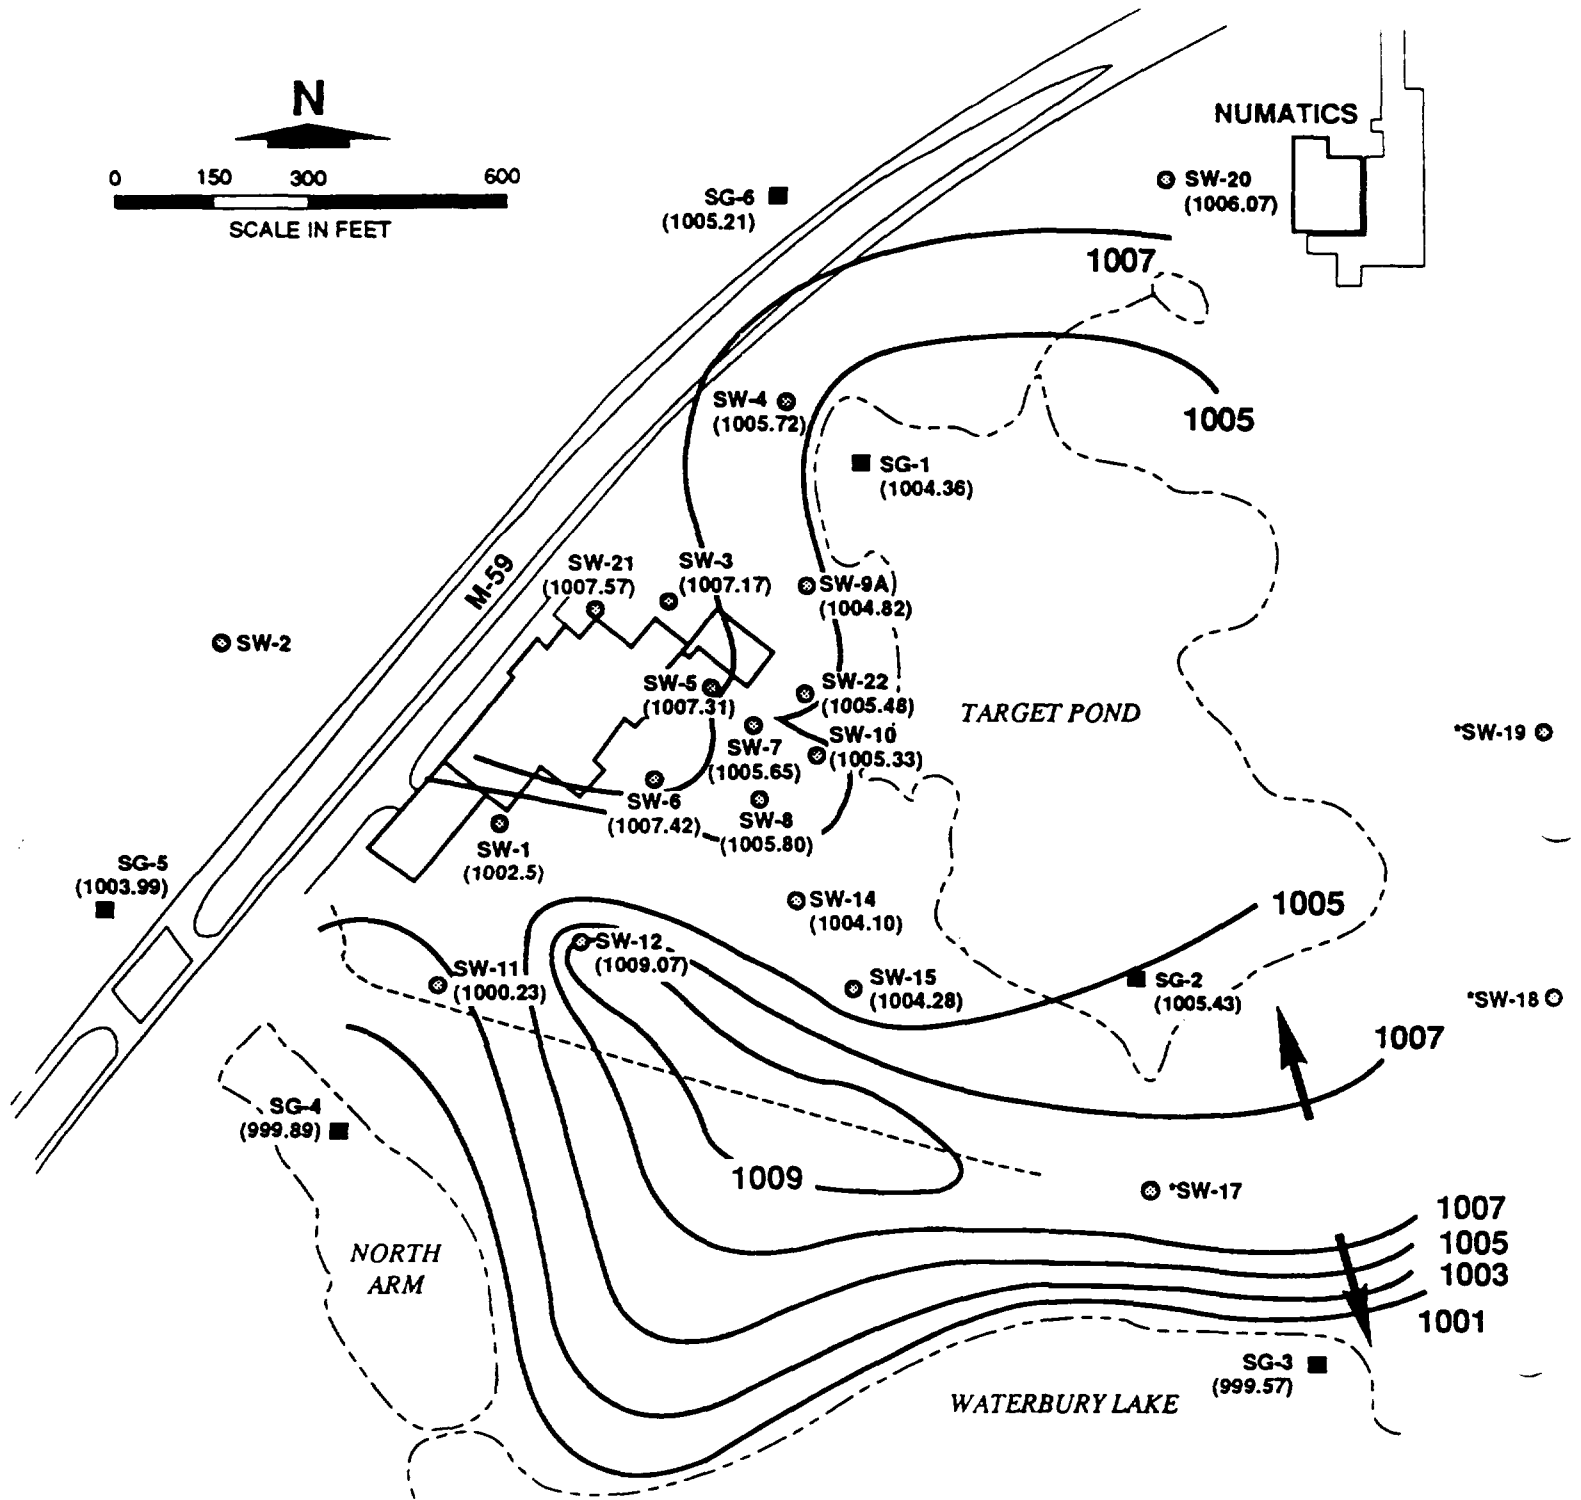 N
0 150 300 600
SCALE IN FEET
NUMATICS
SW-20
(1006.07)
SG-6
(1005.21)
1007
SW-4
(1005.72)
1005
SG-1
(1004.36)
M-59
SW-21
(1007.57)
SW-3
(1007.17)
SW-9A)
(1004.82)
SW-2
SW-5
(1007.31)
SW-22
(1005.48)
TARGET POND
*SW-19
SW-7
(1005.65)
SW-10
(1005.33)
SW-6
(1007.42)
SW-8
(1005.80)
SW-1
(1002.5)
SG-5
(1003.99)
SW-14
(1004.10)
1005
SW-12
(1009.07)
SW-11
(1000.23)
SW-15
(1004.28)
SG-2
(1005.43)
*SW-18
1007
SG-4
(999.89)
1009
*SW-17
NORTH
ARM
1007
1005
1003
1001
SG-3
(999.57)
WATERBURY LAKE